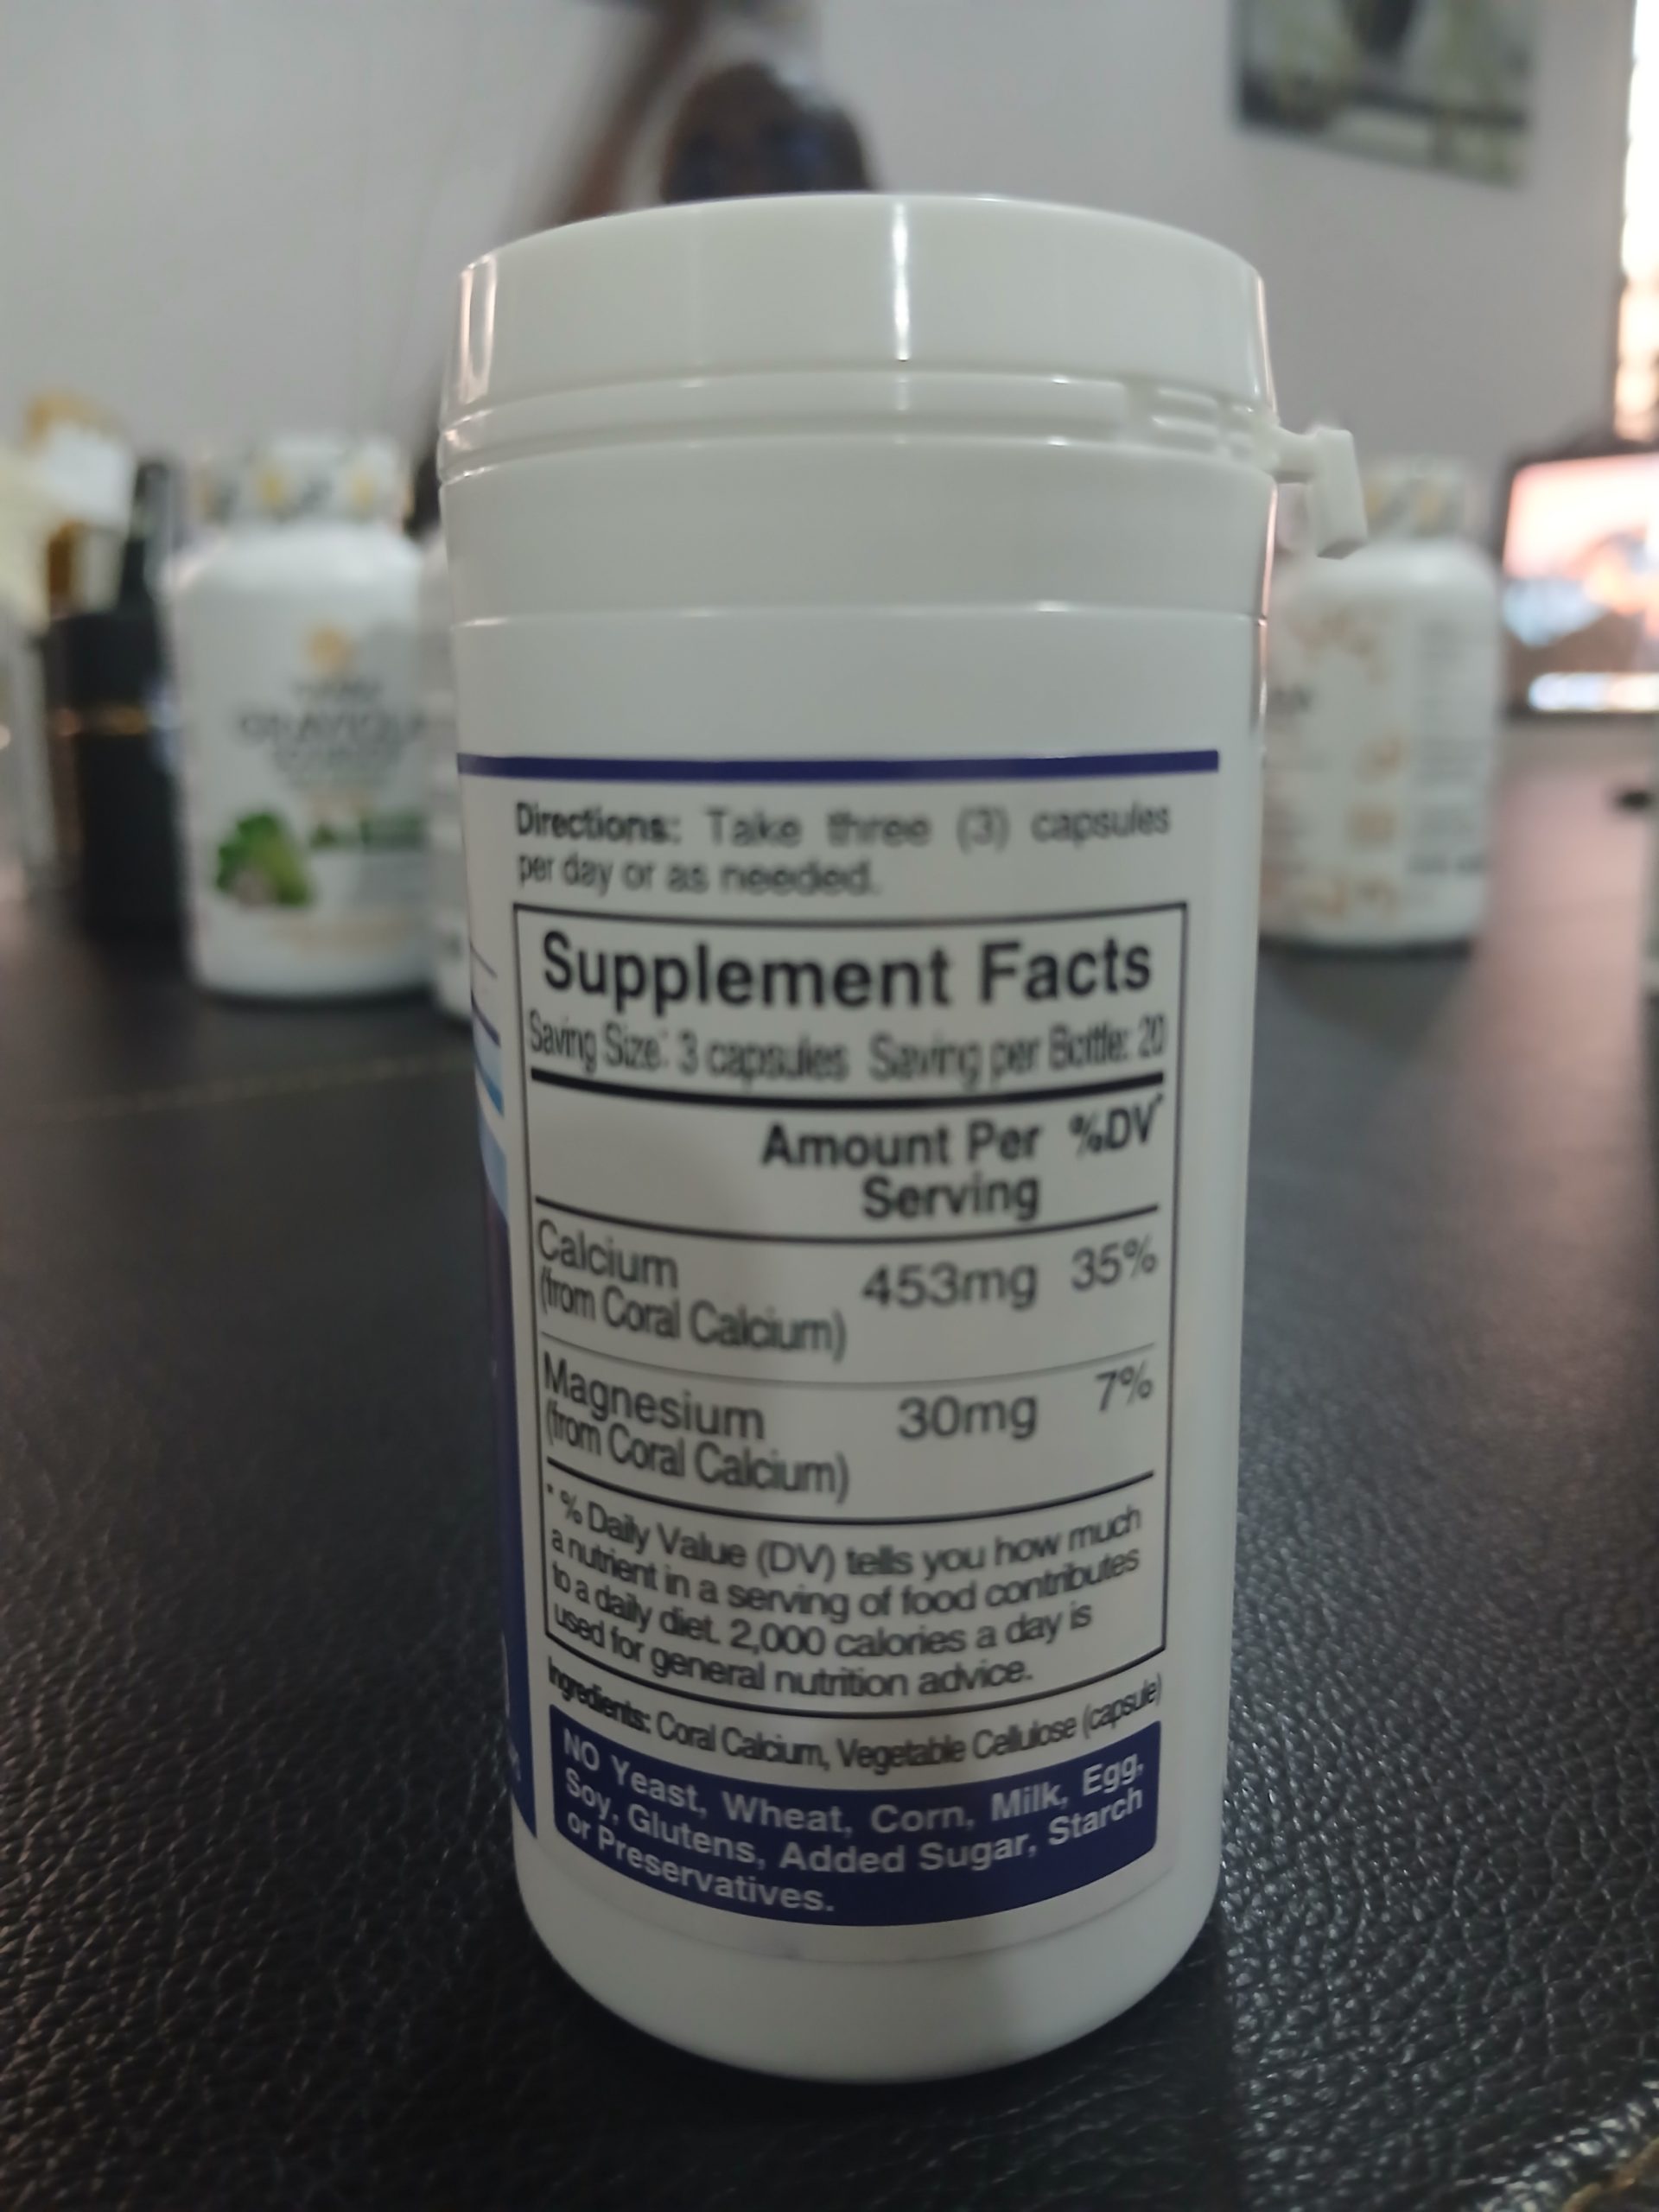 Directions: Take three (3) capsules
per day or as needed.
Supplement Facts
Saving Size: 3 capsules Saving per Bottle: 20
Amount Per %DV*
Serving
Calcium 453mg 35%
(from Coral Calcium)
Magnesium 30mg 7%
(from Coral Calcium)
* % Daily Value (DV) tells you how much
a nutrient in a serving of food contributes
to a daily diet. 2,000 calories a day is
used for general nutrition advice.
Ingredients: Coral Calcium, Vegetable Cellulose (capsule)
NO Yeast, Wheat, Corn, Milk, Egg,
Soy, Glutens, Added Sugar, Starch
or Preservatives.